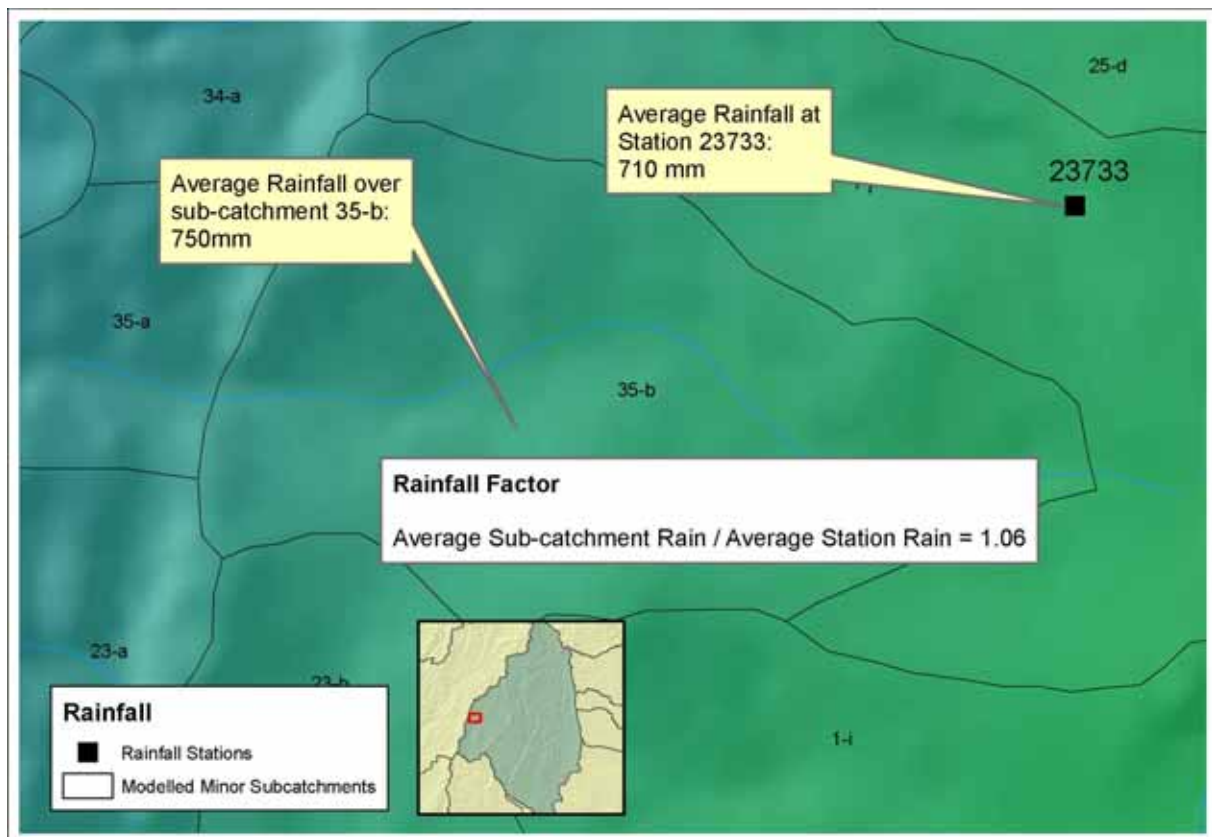 34-a
25-d
Average Rainfall at
Station 23733:
710 mm
23733
Average Rainfall over
sub-catchment 35-b:
750mm
35-a
35-b
Rainfall Factor
Average Sub-catchment Rain / Average Station Rain = 1.06
23-a
23-b
Rainfall
Rainfall Stations
Modelled Minor Subcatchments
1-i